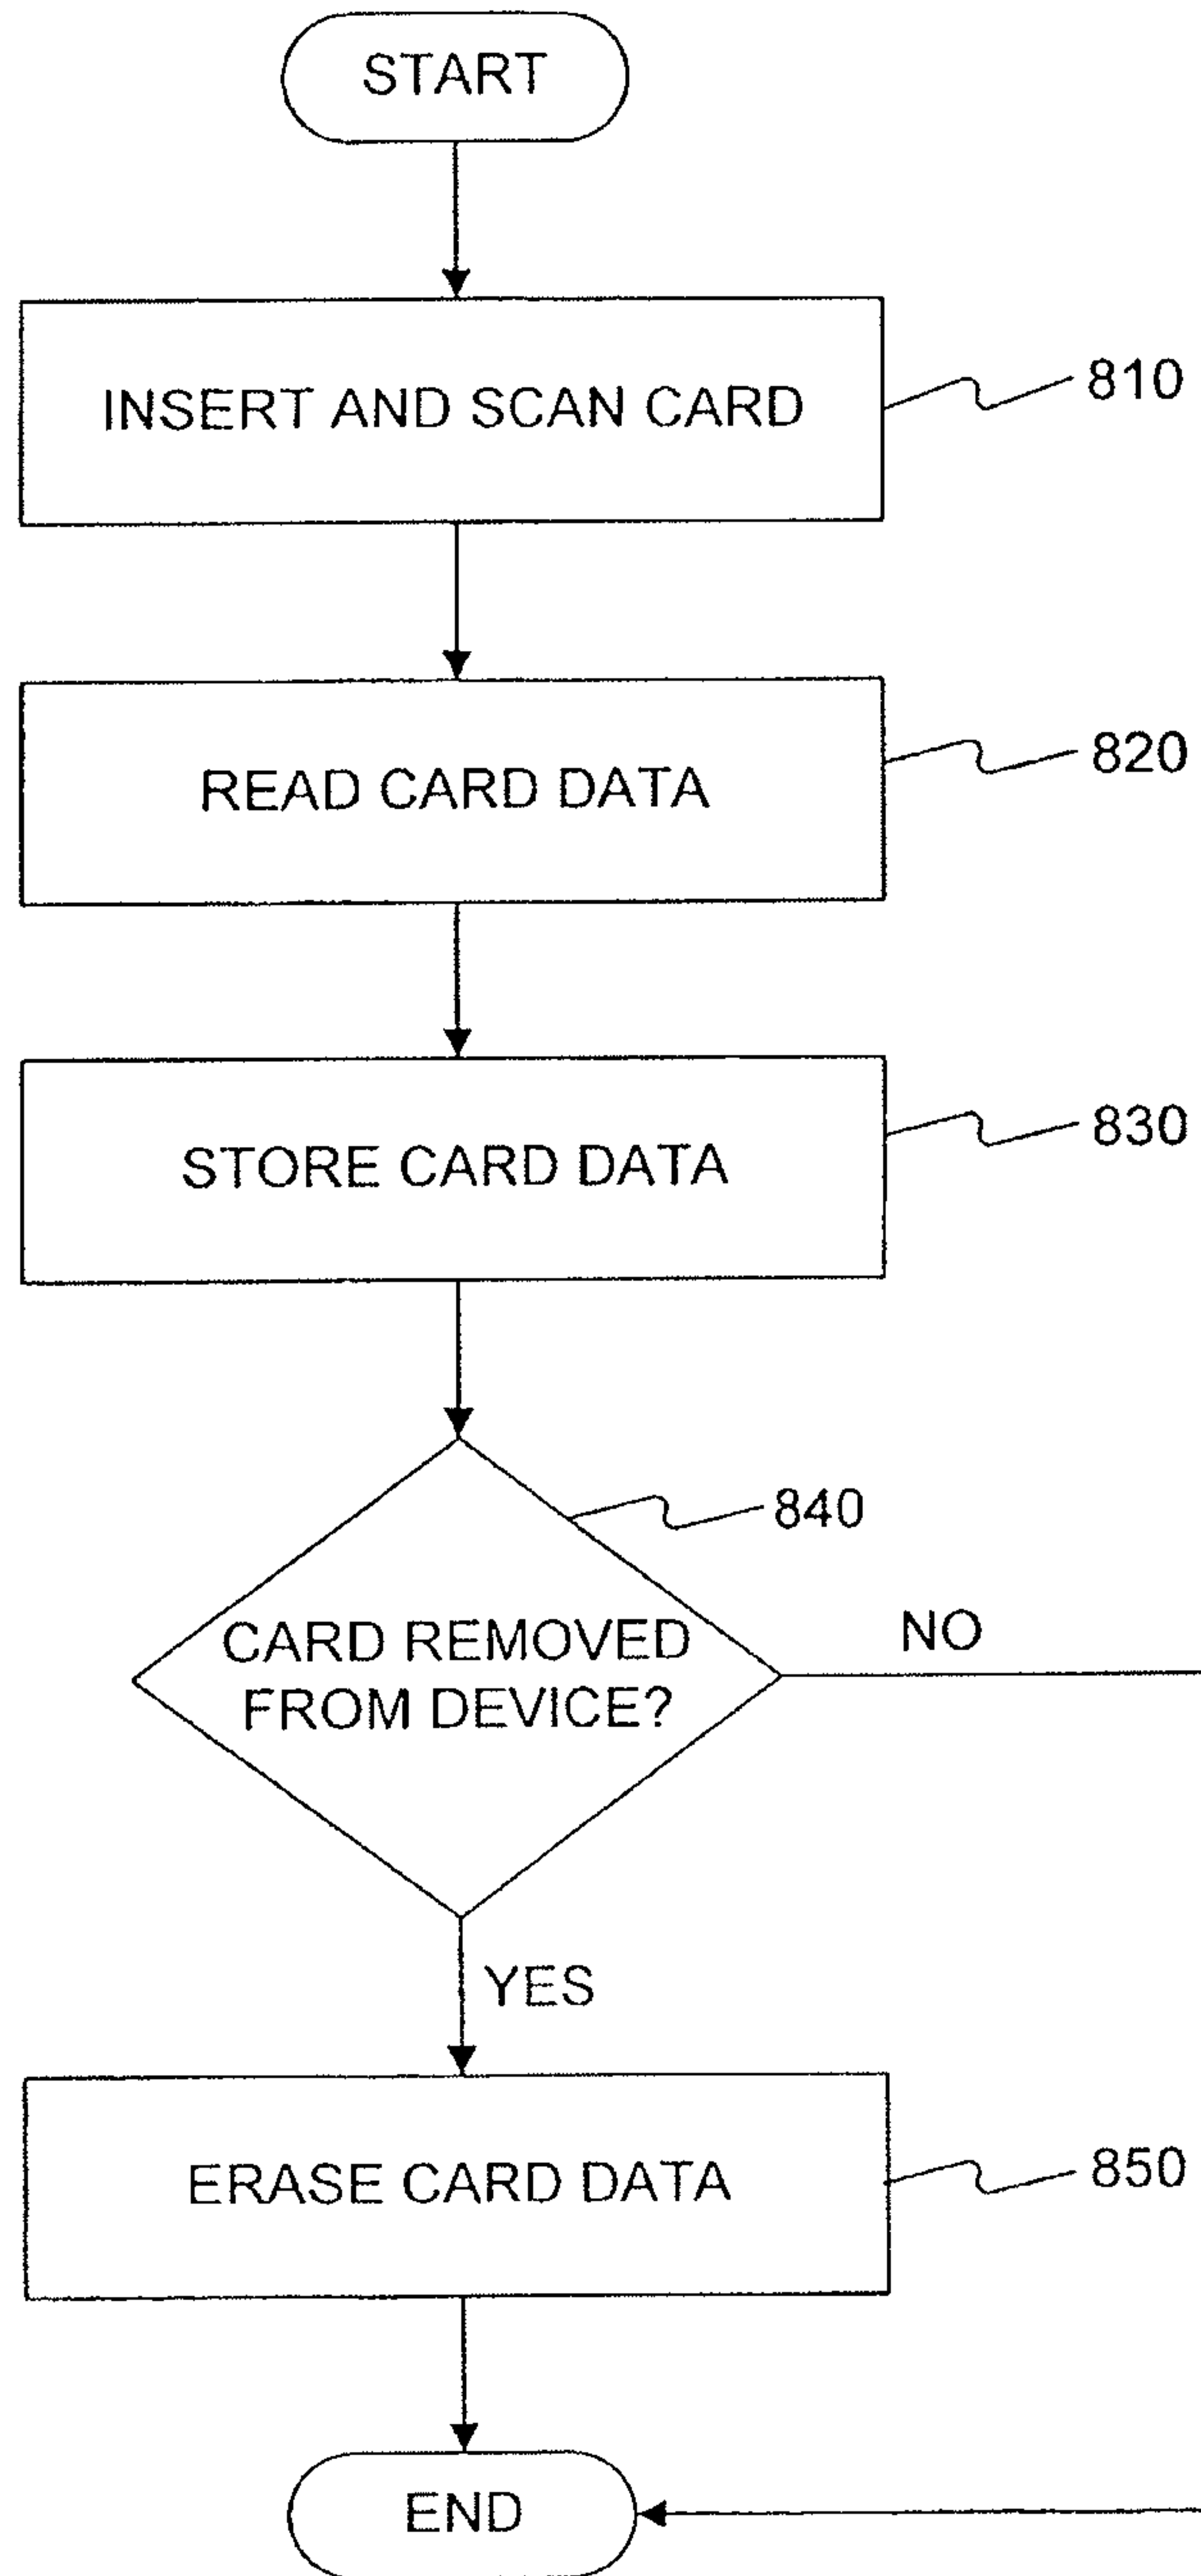 START
INSERT AND SCAN CARD
810
READ CARD DATA
820
STORE CARD DATA
830
840
CARD REMOVED
FROM DEVICE?
NO
YES
ERASE CARD DATA
850
END